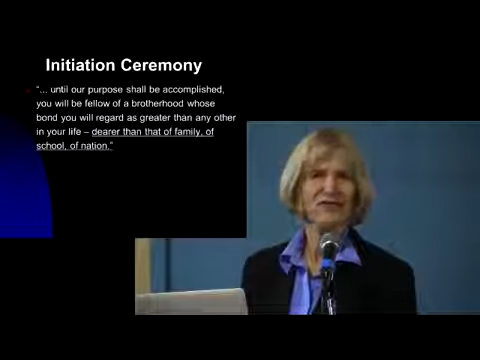 Initiation Ceremony
“... until our purpose shall be accomplished,
you will be fellow of a brotherhood whose
bond you will regard as greater than any other
in your life – dearer than that of family, of
school, of nation.”